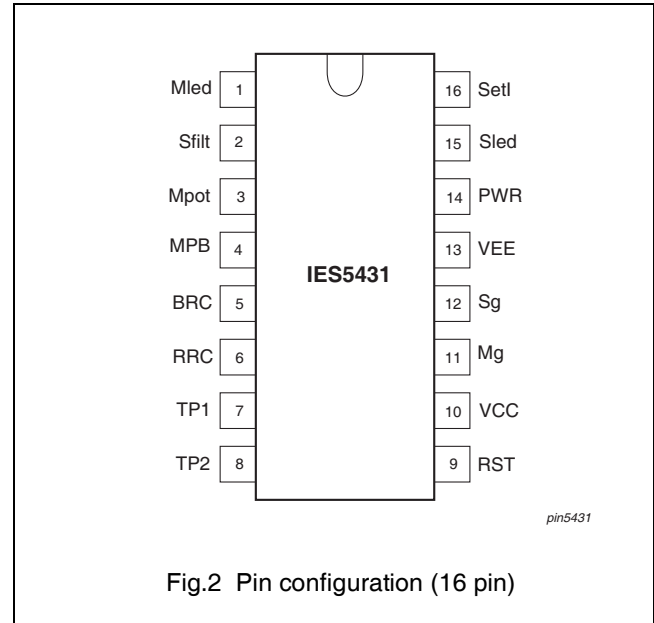 Mled 1 16 SetI
Sfilt 2 15 Sled
Mpot 3 14 PWR
MPB 4 13 VEE
IES5431
BRC 5 12 Sg
RRC 6 11 Mg
TP1 7 10 VCC
TP2 8 9 RST
pin5431
Fig.2 Pin configuration (16 pin)